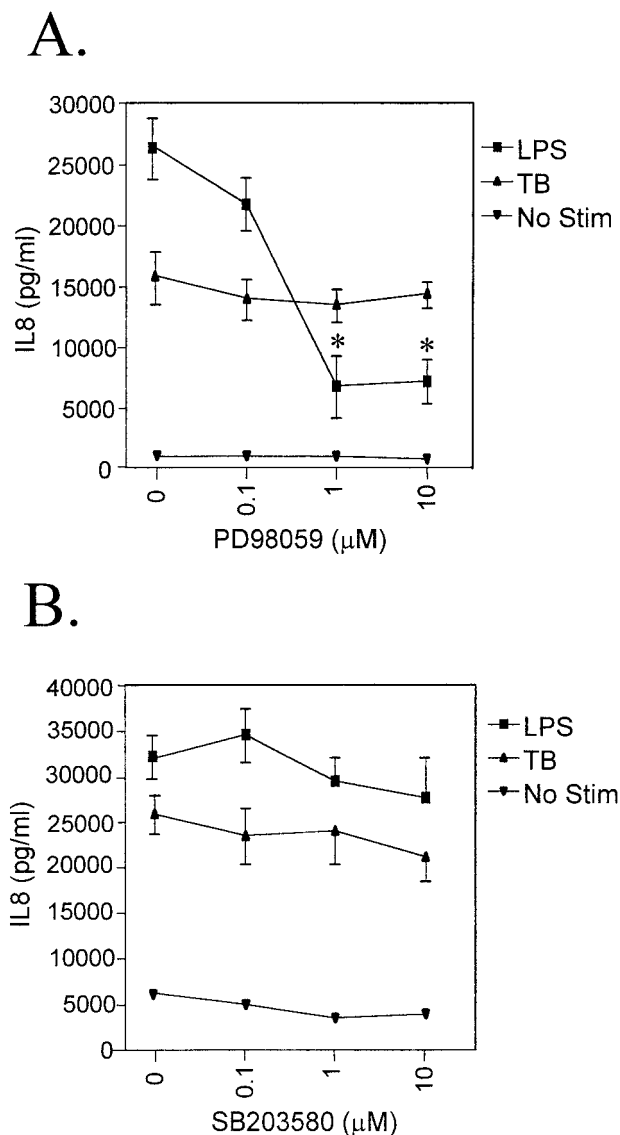 A.
30000
25000
20000
15000
10000
5000
0
IL8 (pg/ml)
LPS
TB
No Stim
*
*
0
0.1
1
10
PD98059 (μM)
B.
40000
35000
30000
25000
20000
15000
10000
5000
0
IL8 (pg/ml)
LPS
TB
No Stim
0
0.1
1
10
SB203580 (μM)